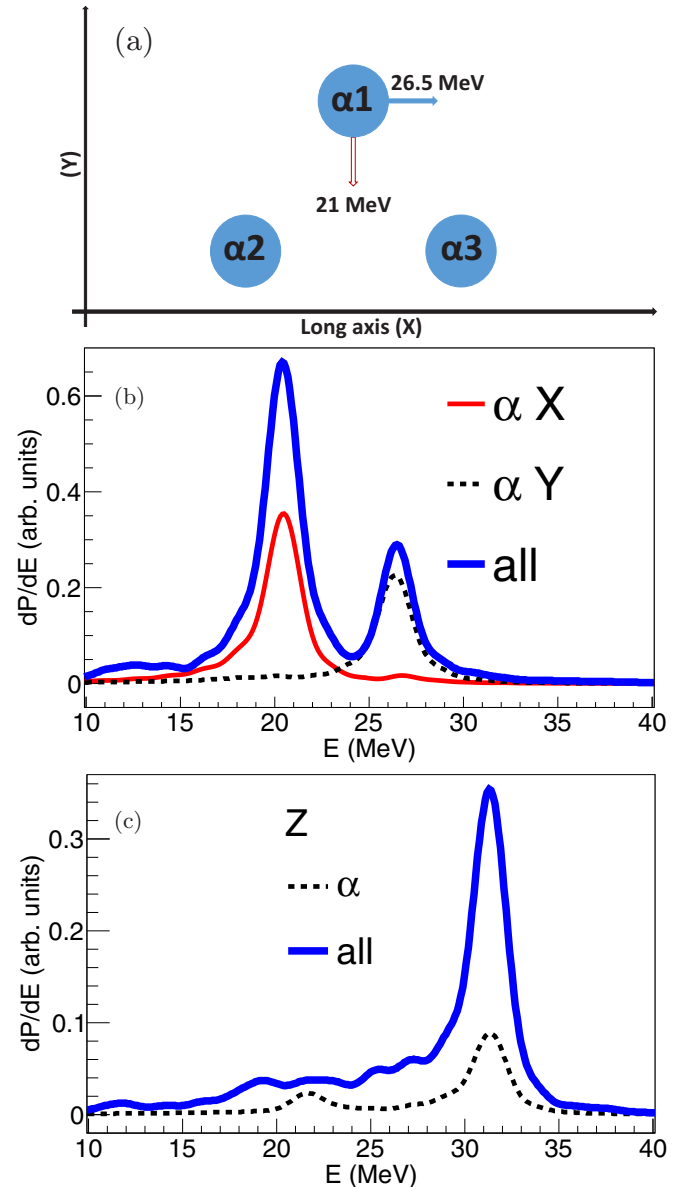 (a)
26.5 MeV
α1
(Y)
21 MeV
α2
α3
Long axis (X)
(b)
dP/dE (arb. units)
0.6
0.4
0.2
0
α X
α Y
all
10 15 20 25 30 35 40
E (MeV)
(c)
dP/dE (arb. units)
0.3
0.2
0.1
0
Z
α
all
10 15 20 25 30 35 40
E (MeV)